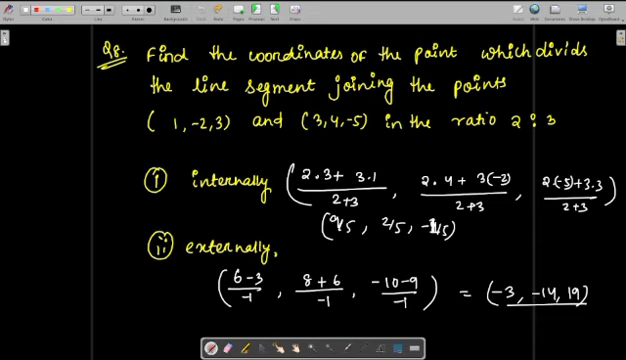 Q8. Find the coordinates of the point which divids
the line segment joining the points
(1, -2, 3) and (3, 4, -5) in the ratio 2 : 3
i internally ( 2.3 + 3.1 / 2+3 , 2.4 + 3(-2) / 2+3 , 2(-5) + 3.3 / 2+3 )
(9/5 , 2/5 , -1/5)
ii externally,
( 6-3 / -1 , 8+6 / -1 , -10-9 / -1 ) = (-3, -14, 19)